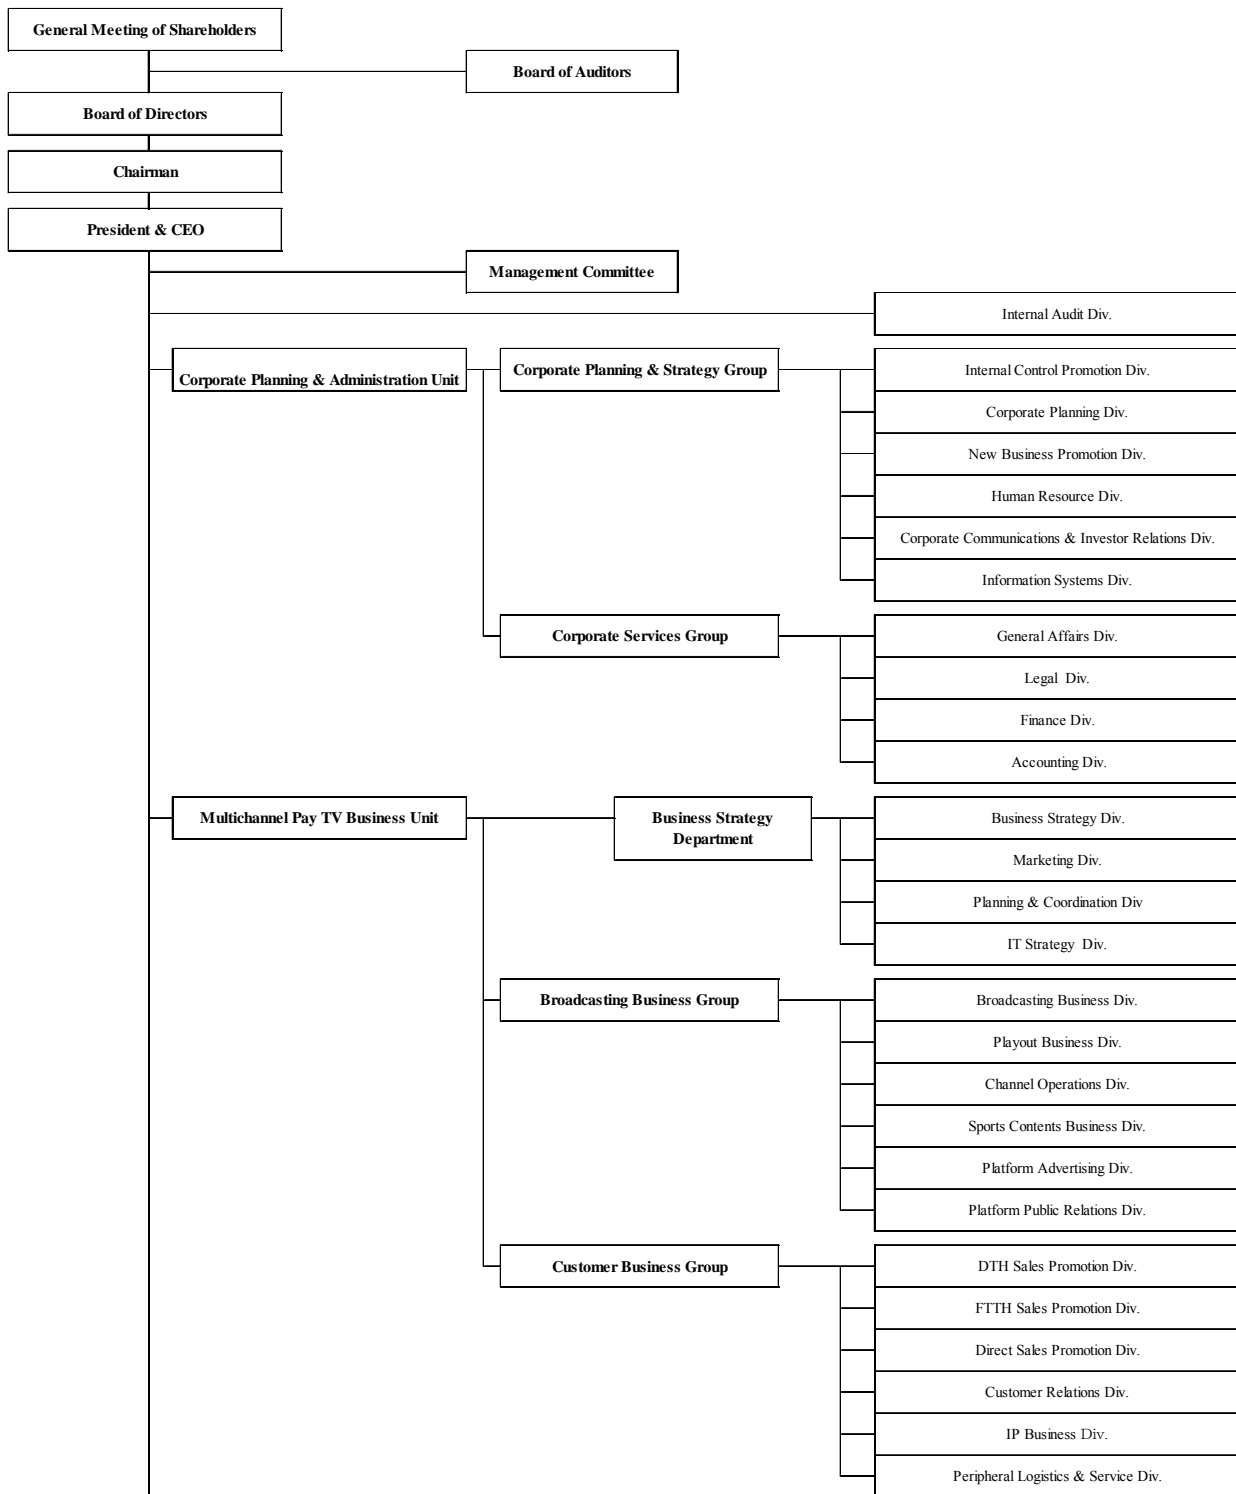 General Meeting of Shareholders
Board of Auditors
Board of Directors
Chairman
President & CEO
Management Committee
Internal Audit Div.
Corporate Planning & Administration Unit
Corporate Planning & Strategy Group
Internal Control Promotion Div.
Corporate Planning Div.
New Business Promotion Div.
Human Resource Div.
Corporate Communications & Investor Relations Div.
Information Systems Div.
Corporate Services Group
General Affairs Div.
Legal  Div.
Finance Div.
Accounting Div.
Multichannel Pay TV Business Unit
Business Strategy
Department
Business Strategy Div.
Marketing Div.
Planning & Coordination Div
IT Strategy  Div.
Broadcasting Business Group
Broadcasting Business Div.
Playout Business Div.
Channel Operations Div.
Sports Contents Business Div.
Platform Advertising Div.
Platform Public Relations Div.
Customer Business Group
DTH Sales Promotion Div.
FTTH Sales Promotion Div.
Direct Sales Promotion Div.
Customer Relations Div.
IP Business Div.
Peripheral Logistics & Service Div.